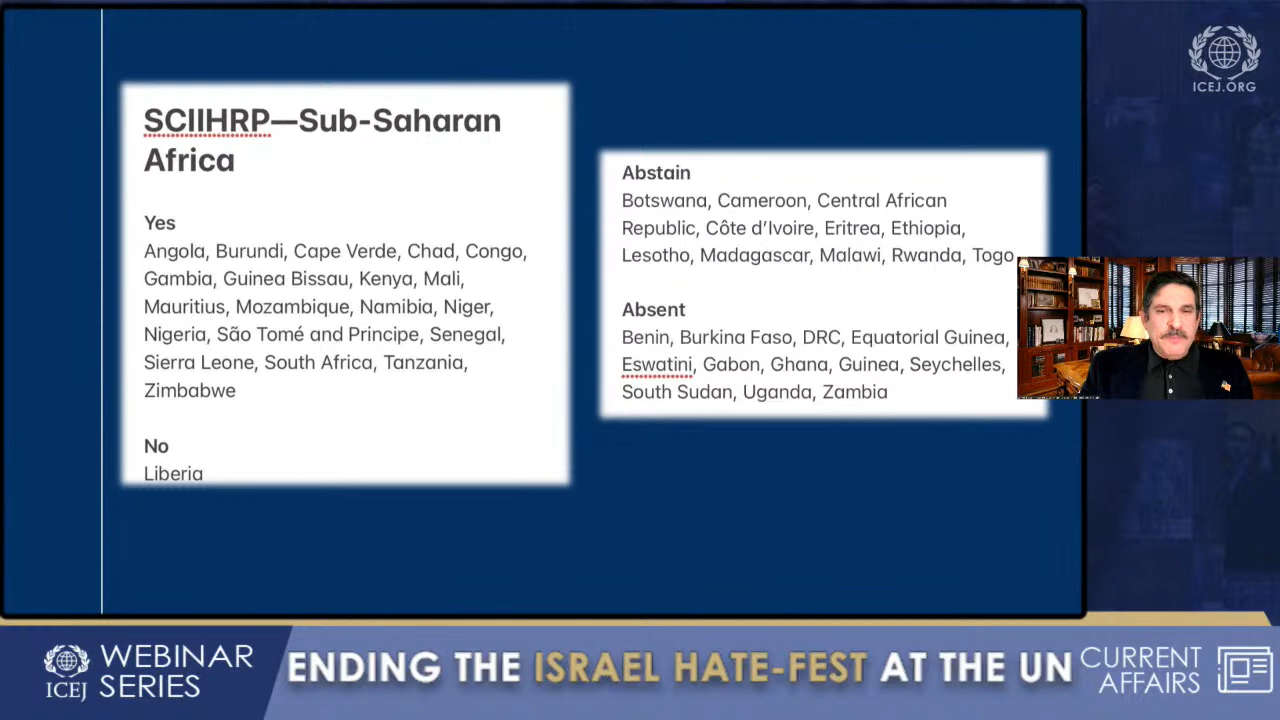 ICEJ.ORG
SCIIHRP—Sub-Saharan
Africa
Yes
Angola, Burundi, Cape Verde, Chad, Congo,
Gambia, Guinea Bissau, Kenya, Mali,
Mauritius, Mozambique, Namibia, Niger,
Nigeria, São Tomé and Príncipe, Senegal,
Sierra Leone, South Africa, Tanzania,
Zimbabwe
No
Liberia
Abstain
Botswana, Cameroon, Central African
Republic, Côte d’Ivoire, Eritrea, Ethiopia,
Lesotho, Madagascar, Malawi, Rwanda, Togo
Absent
Benin, Burkina Faso, DRC, Equatorial Guinea,
Eswatini, Gabon, Ghana, Guinea, Seychelles,
South Sudan, Uganda, Zambia
ICEJ
WEBINAR
SERIES
ENDING THE ISRAEL HATE-FEST AT THE UN
CURRENT
AFFAIRS